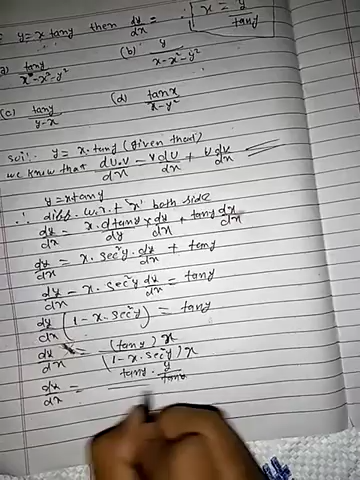 y = x tany then dy/dx = ∴ x = y/tany
(a) tany/x-x²-y² (b) y/x-x²-y²
(c) tany/y-x (d) tanx/x-y²
Sol:- y = x.tany (Given that)
we know that du.v/dx = v du/dx + u dv/dx
y = x tany
∴ diff. w.r.t 'x' both side
dy/dx = x.dtany/dy × dy/dx + tany dx/dx
dy/dx = x. sec²y. dy/dx + tany
dy/dx - x. sec²y dy/dx = tany
dy/dx (1 - x. sec²y) = tany
dy/dx = (tany) x/(1 - x. sec²y) x
dy/dx = tany. y/tany